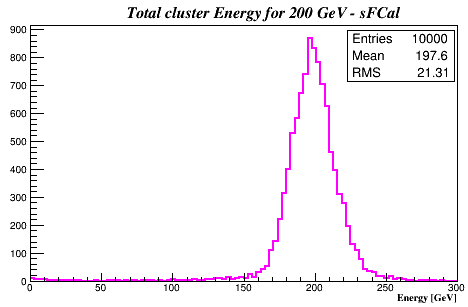 Total cluster Energy for 200 GeV - sFCal
Entries 10000
Mean 197.6
RMS 21.31
900
800
700
600
500
400
300
200
100
0
0 50 100 150 200 250 300
Energy [GeV]